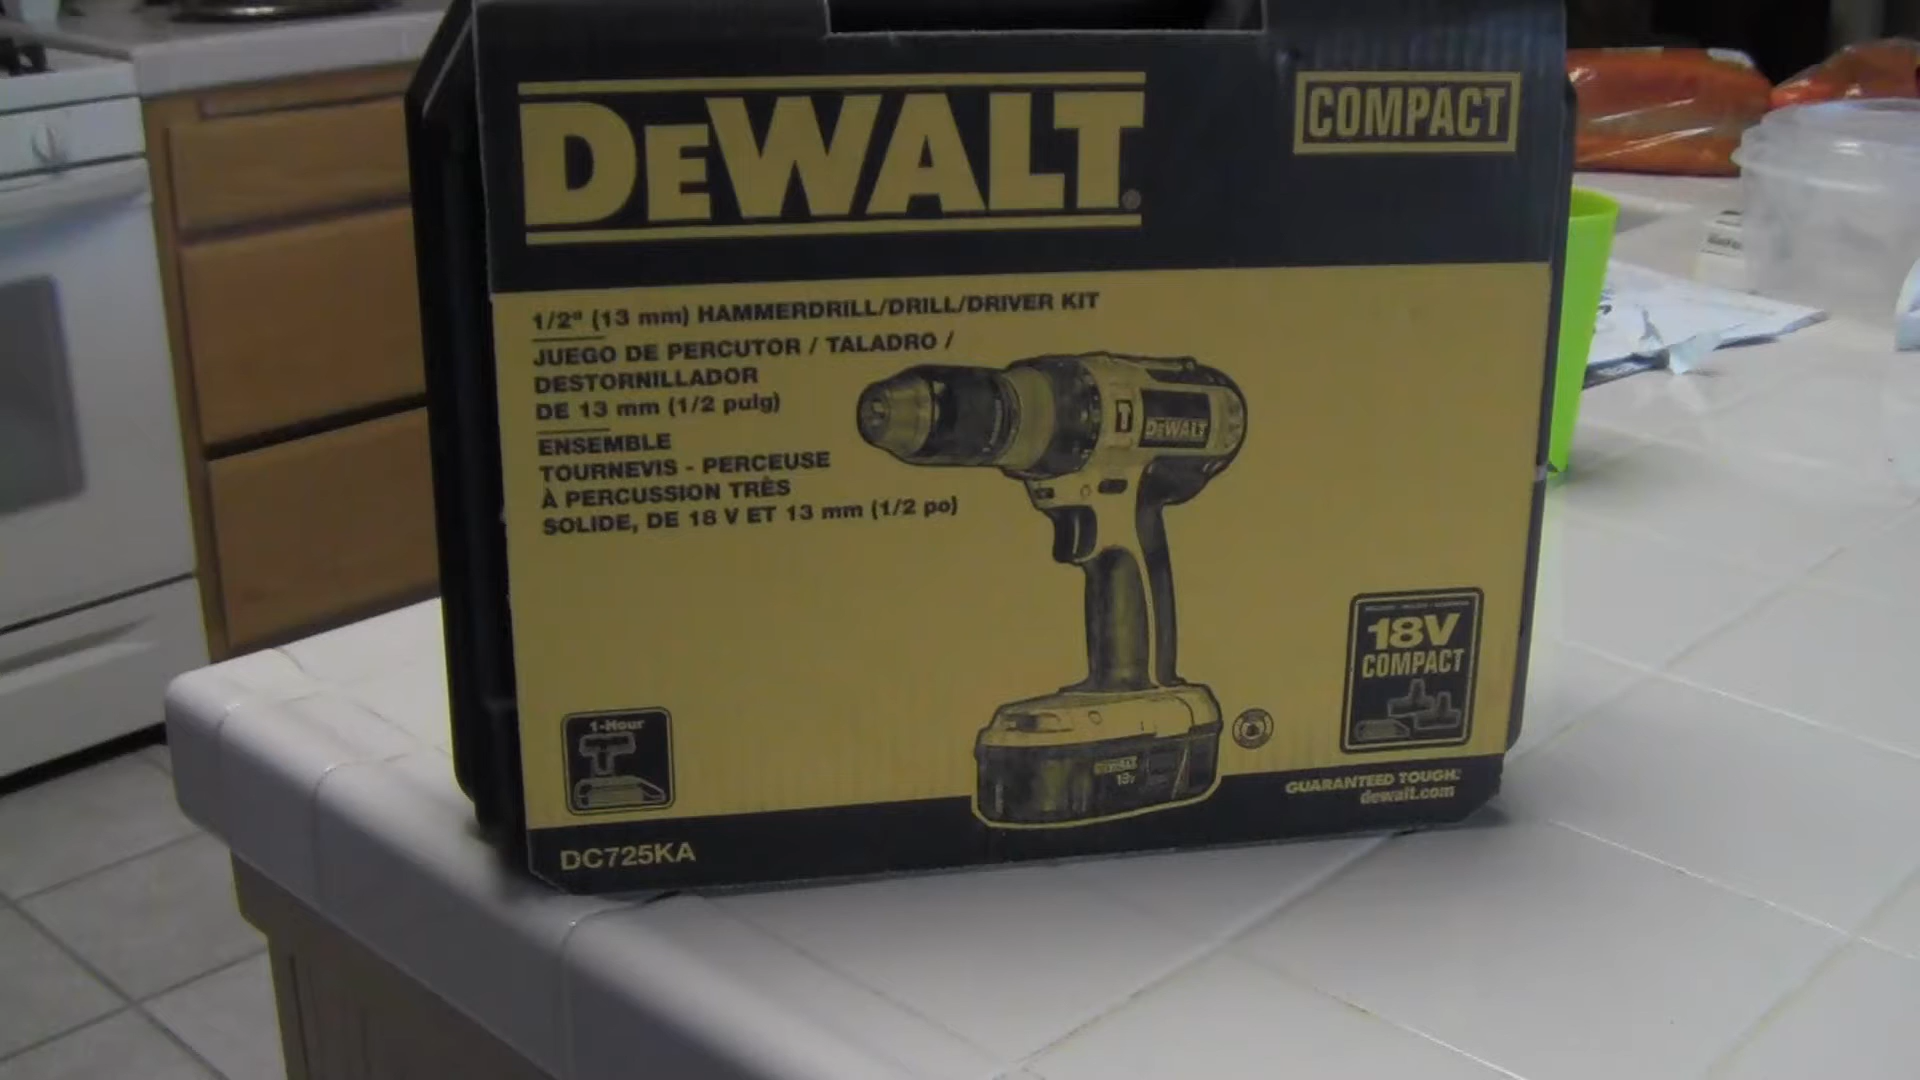 DEWALT®
COMPACT
1/2" (13 mm) HAMMERDRILL/DRILL/DRIVER KIT
JUEGO DE PERCUTOR / TALADRO /
DESTORNILLADOR
DE 13 mm (1/2 pulg)
ENSEMBLE
TOURNEVIS - PERCEUSE
À PERCUSSION TRÈS
SOLIDE, DE 18 V ET 13 mm (1/2 po)
DEWALT
18V
COMPACT
1-Hour
DEWALT
18V
GUARANTEED TOUGH.®
dewalt.com
DC725KA